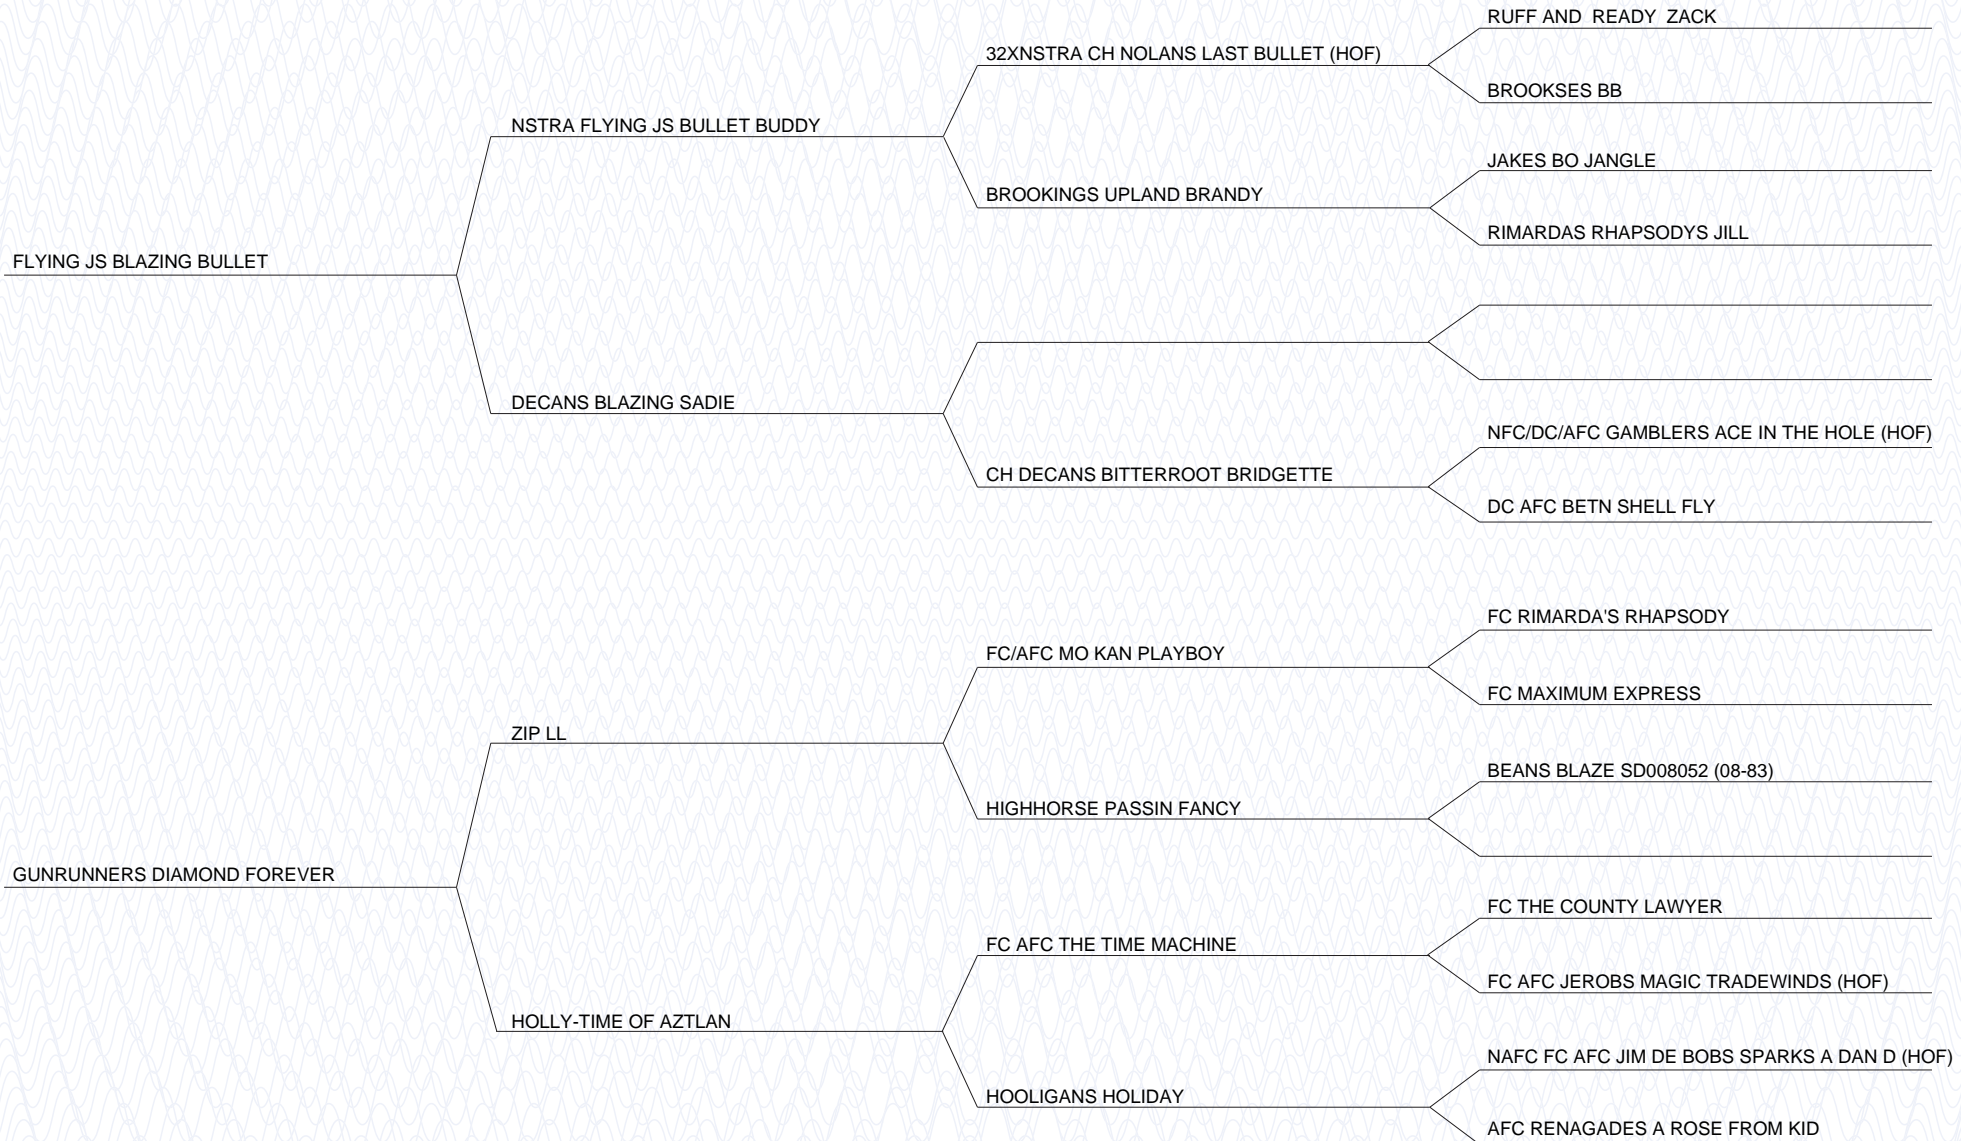 RUFF AND  READY  ZACK
32XNSTRA CH NOLANS LAST BULLET (HOF)
BROOKSES BB
NSTRA FLYING JS BULLET BUDDY
JAKES BO JANGLE
BROOKINGS UPLAND BRANDY
RIMARDAS RHAPSODYS JILL
FLYING JS BLAZING BULLET
DECANS BLAZING SADIE
NFC/DC/AFC GAMBLERS ACE IN THE HOLE (HOF)
CH DECANS BITTERROOT BRIDGETTE
DC AFC BETN SHELL FLY
FC RIMARDA'S RHAPSODY
FC/AFC MO KAN PLAYBOY
FC MAXIMUM EXPRESS
ZIP LL
BEANS BLAZE SD008052 (08-83)
HIGHHORSE PASSIN FANCY
GUNRUNNERS DIAMOND FOREVER
FC THE COUNTY LAWYER
FC AFC THE TIME MACHINE
FC AFC JEROBS MAGIC TRADEWINDS (HOF)
HOLLY-TIME OF AZTLAN
NAFC FC AFC JIM DE BOBS SPARKS A DAN D (HOF)
HOOLIGANS HOLIDAY
AFC RENAGADES A ROSE FROM KID